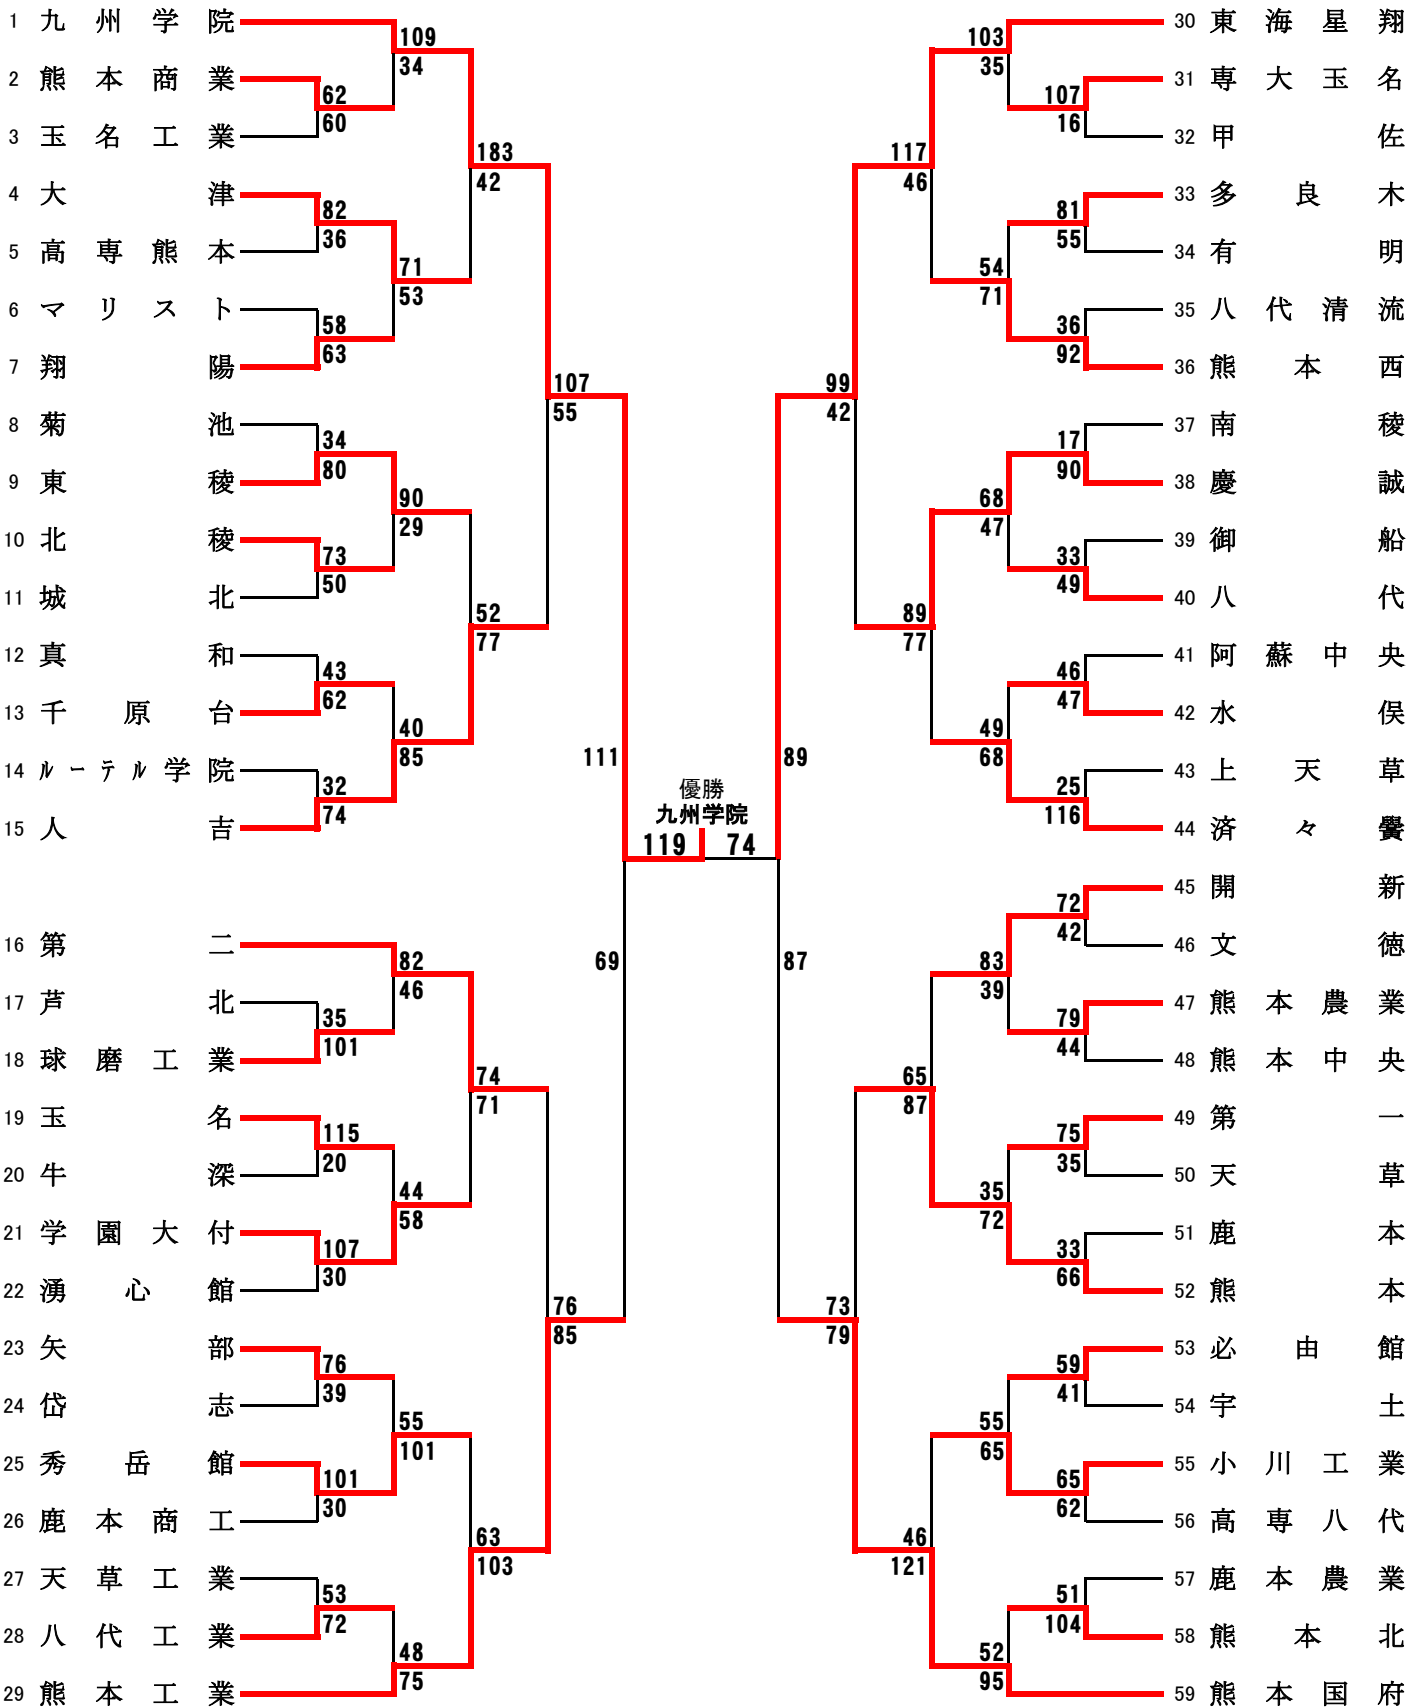 1 九州学院
2 熊本商業
3 玉名工業
4 大津
5 高専熊本
6 マリスト
7 翔陽
8 菊池
9 東稜
10 北稜
11 城北
12 真和
13 千原台
14 ルーテル学院
15 人吉
16 第二
17 芦北
18 球磨工業
19 玉名
20 牛深
21 学園大付
22 湧心館
23 矢部
24 岱志
25 秀岳館
26 鹿本商工
27 天草工業
28 八代工業
29 熊本工業
109
34
62
60
183
42
82
36
71
53
58
63
107
55
34
80
90
29
73
50
52
77
43
62
40
85
32
74
111
69
82
46
35
101
74
71
115
20
44
58
107
30
76
85
76
39
55
101
101
30
63
103
53
72
48
75
優勝
九州学院
119 74
89
87
103
35
107
16
117
46
81
55
54
71
36
92
99
42
17
90
68
47
33
49
89
77
46
47
49
68
25
116
72
42
83
39
79
44
65
87
75
35
35
72
33
66
73
79
59
41
55
65
65
62
46
121
51
104
52
95
30 東海星翔
31 専大玉名
32 甲佐
33 多良木
34 有明
35 八代清流
36 熊本西
37 南稜
38 慶誠
39 御船
40 八代
41 阿蘇中央
42 水俣
43 上天草
44 済々黌
45 開新
46 文徳
47 熊本農業
48 熊本中央
49 第一
50 天草
51 鹿本
52 熊本
53 必由館
54 宇土
55 小川工業
56 高専八代
57 鹿本農業
58 熊本北
59 熊本国府